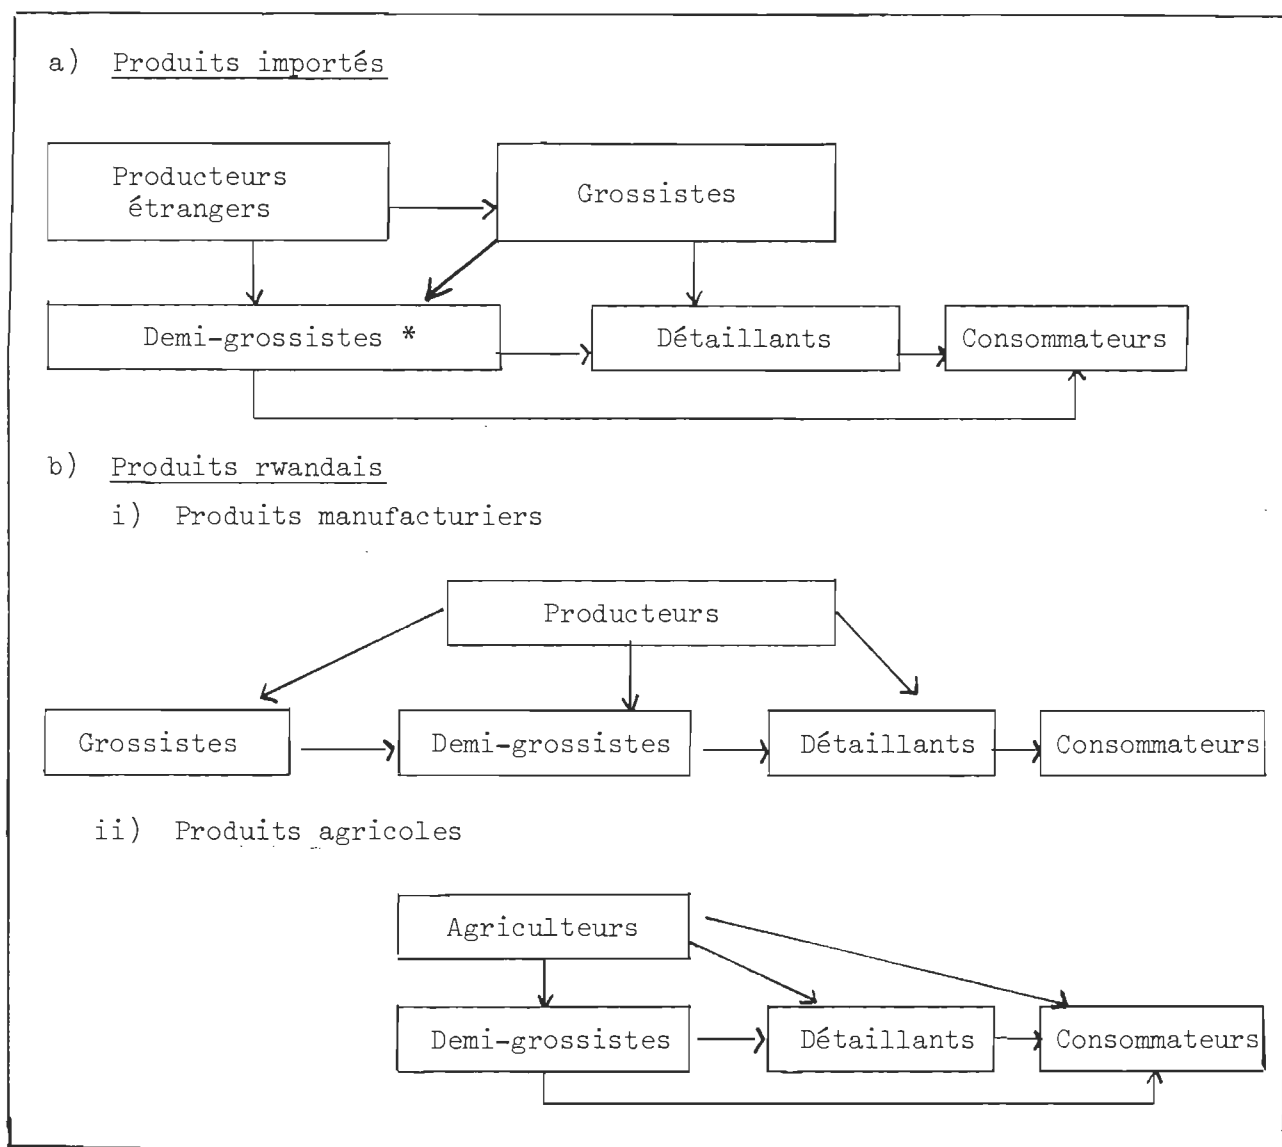 a) Produits importés
Producteurs
étrangers
Grossistes
Demi-grossistes *
Détaillants
Consommateurs
b) Produits rwandais
i) Produits manufacturiers
Producteurs
Grossistes
Demi-grossistes
Détaillants
Consommateurs
ii) Produits agricoles
Agriculteurs
Demi-grossistes
Détaillants
Consommateurs